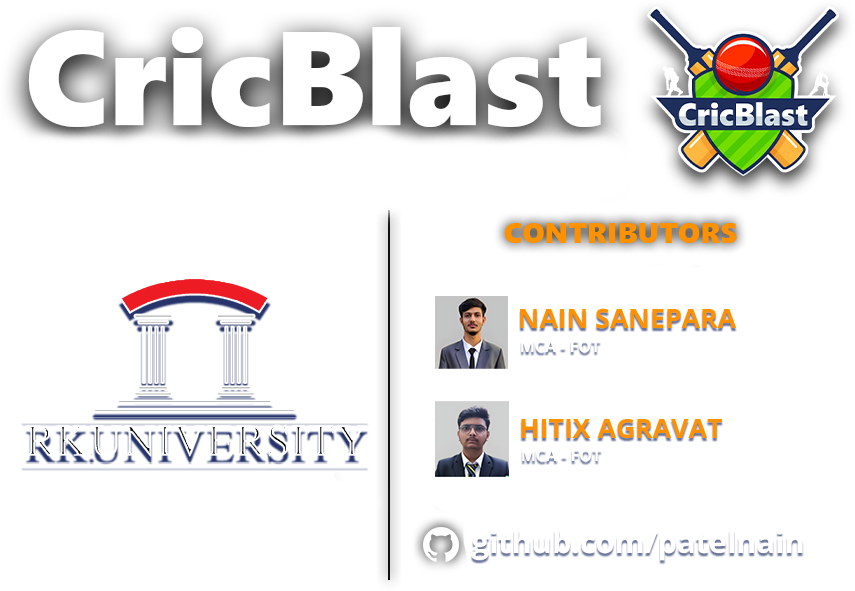 CricBlast
CricBlast
RK.UNIVERSITY
CONTRIBUTORS
NAIN SANEPARA
MCA - FOT
HITIX AGRAVAT
MCA - FOT
github.com/patelnain